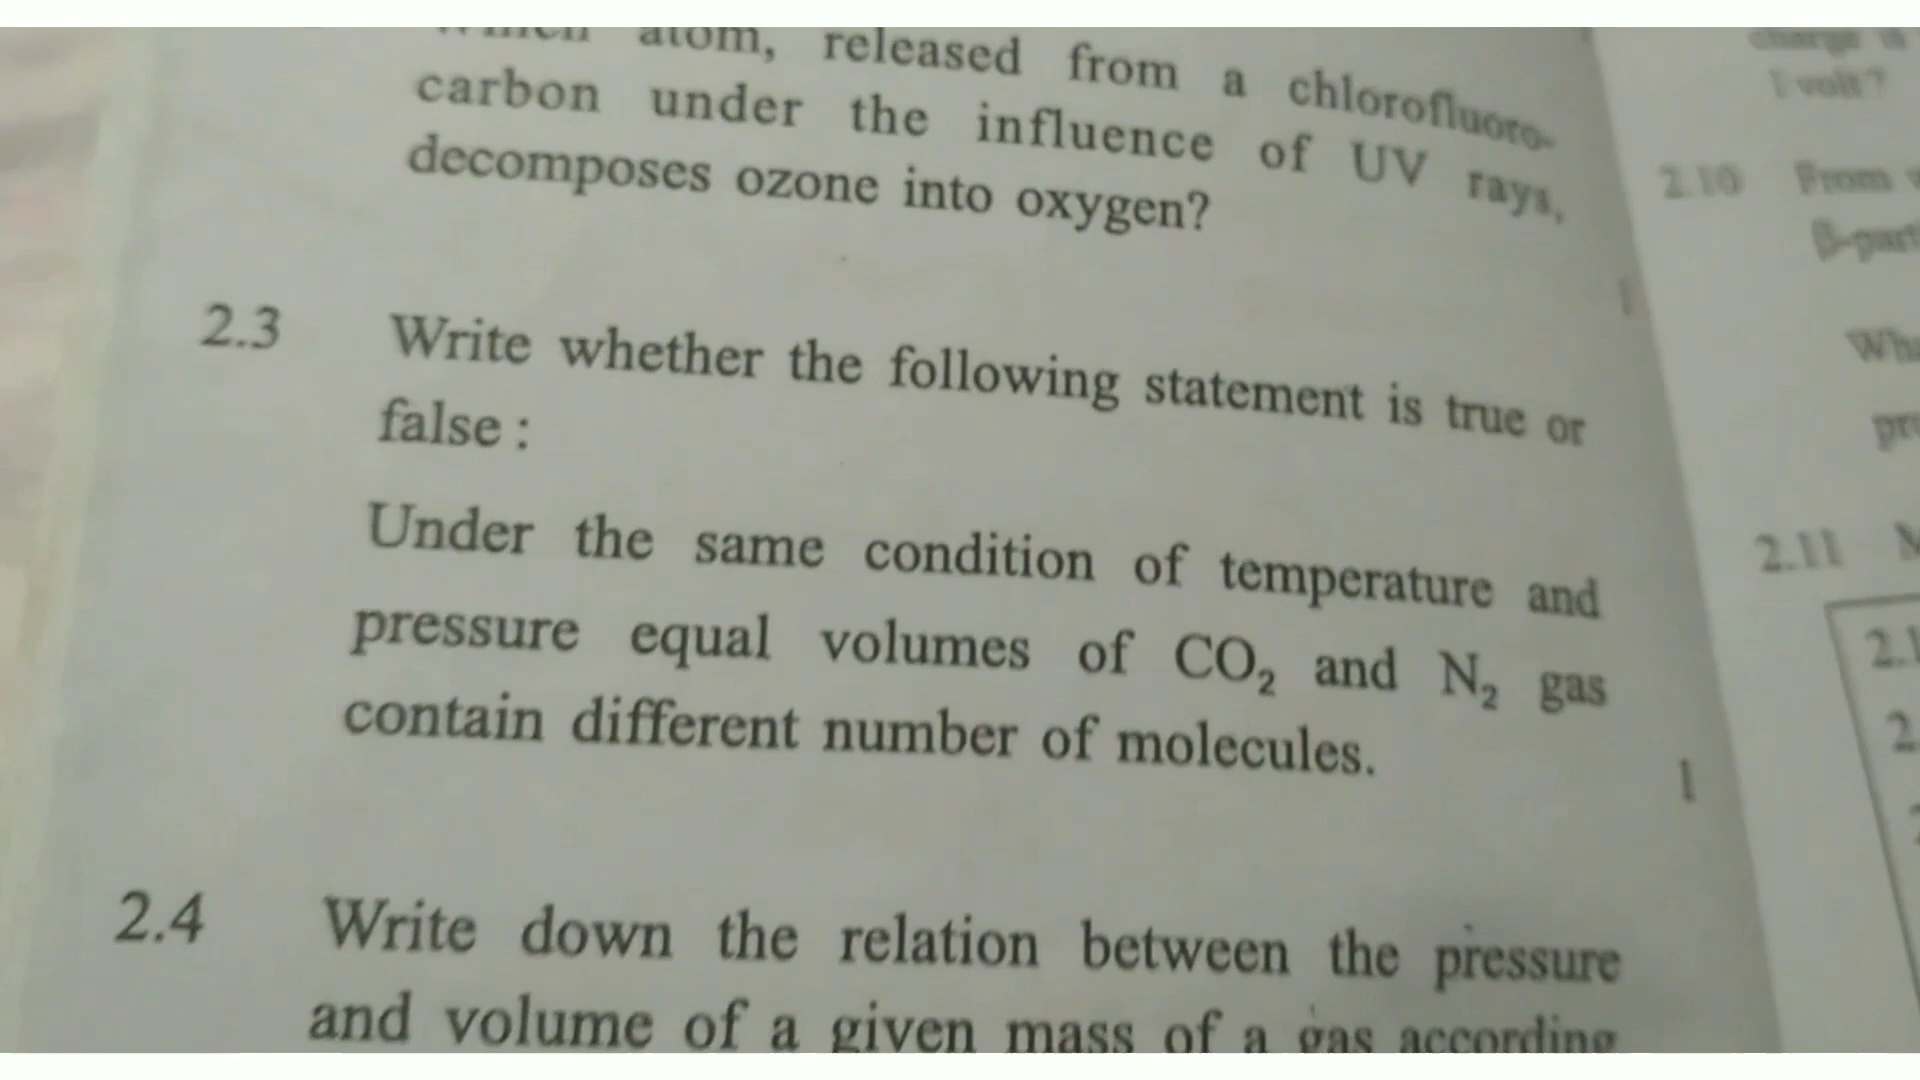 atom, released from a chlorofluoro-
carbon under the influence of UV rays,
decomposes ozone into oxygen?
2.3 Write whether the following statement is true or
false :
Under the same condition of temperature and
pressure equal volumes of CO₂ and N₂ gas
contain different number of molecules.
1
2.4 Write down the relation between the pressure
and volume of a given mass of a gas according
1 volt?
2.10 From
β-part
2.11